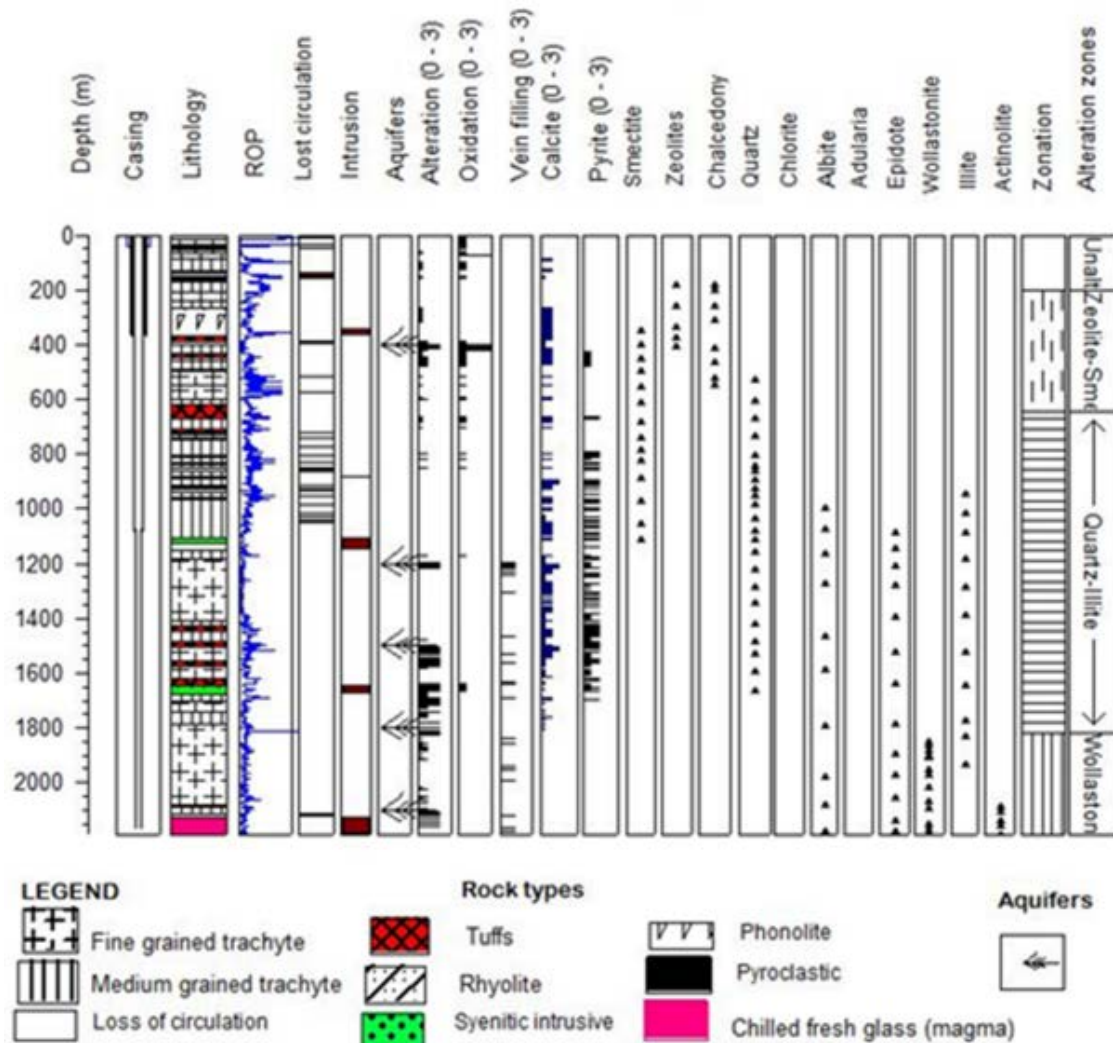 Depth (m)
Casing
Lithology
ROP
Lost circulation
Intrusion
Aquifers
Alteration (0 - 3)
Oxidation (0 - 3)
Vein filling (0 - 3)
Calcite (0 - 3)
Pyrite (0 - 3)
Smectite
Zeolites
Chalcedony
Quartz
Chlorite
Albite
Adularia
Epidote
Wollastonite
Illite
Actinolite
Zonation
Alteration zones
0
200
400
600
800
1000
1200
1400
1600
1800
2000
Unalt
Zeolite-Sme
Quartz-Illite
Wollaston
LEGEND
Rock types
Aquifers
Fine grained trachyte
Tuffs
Phonolite
Medium grained trachyte
Rhyolite
Pyroclastic
Loss of circulation
Syenitic intrusive
Chilled fresh glass (magma)